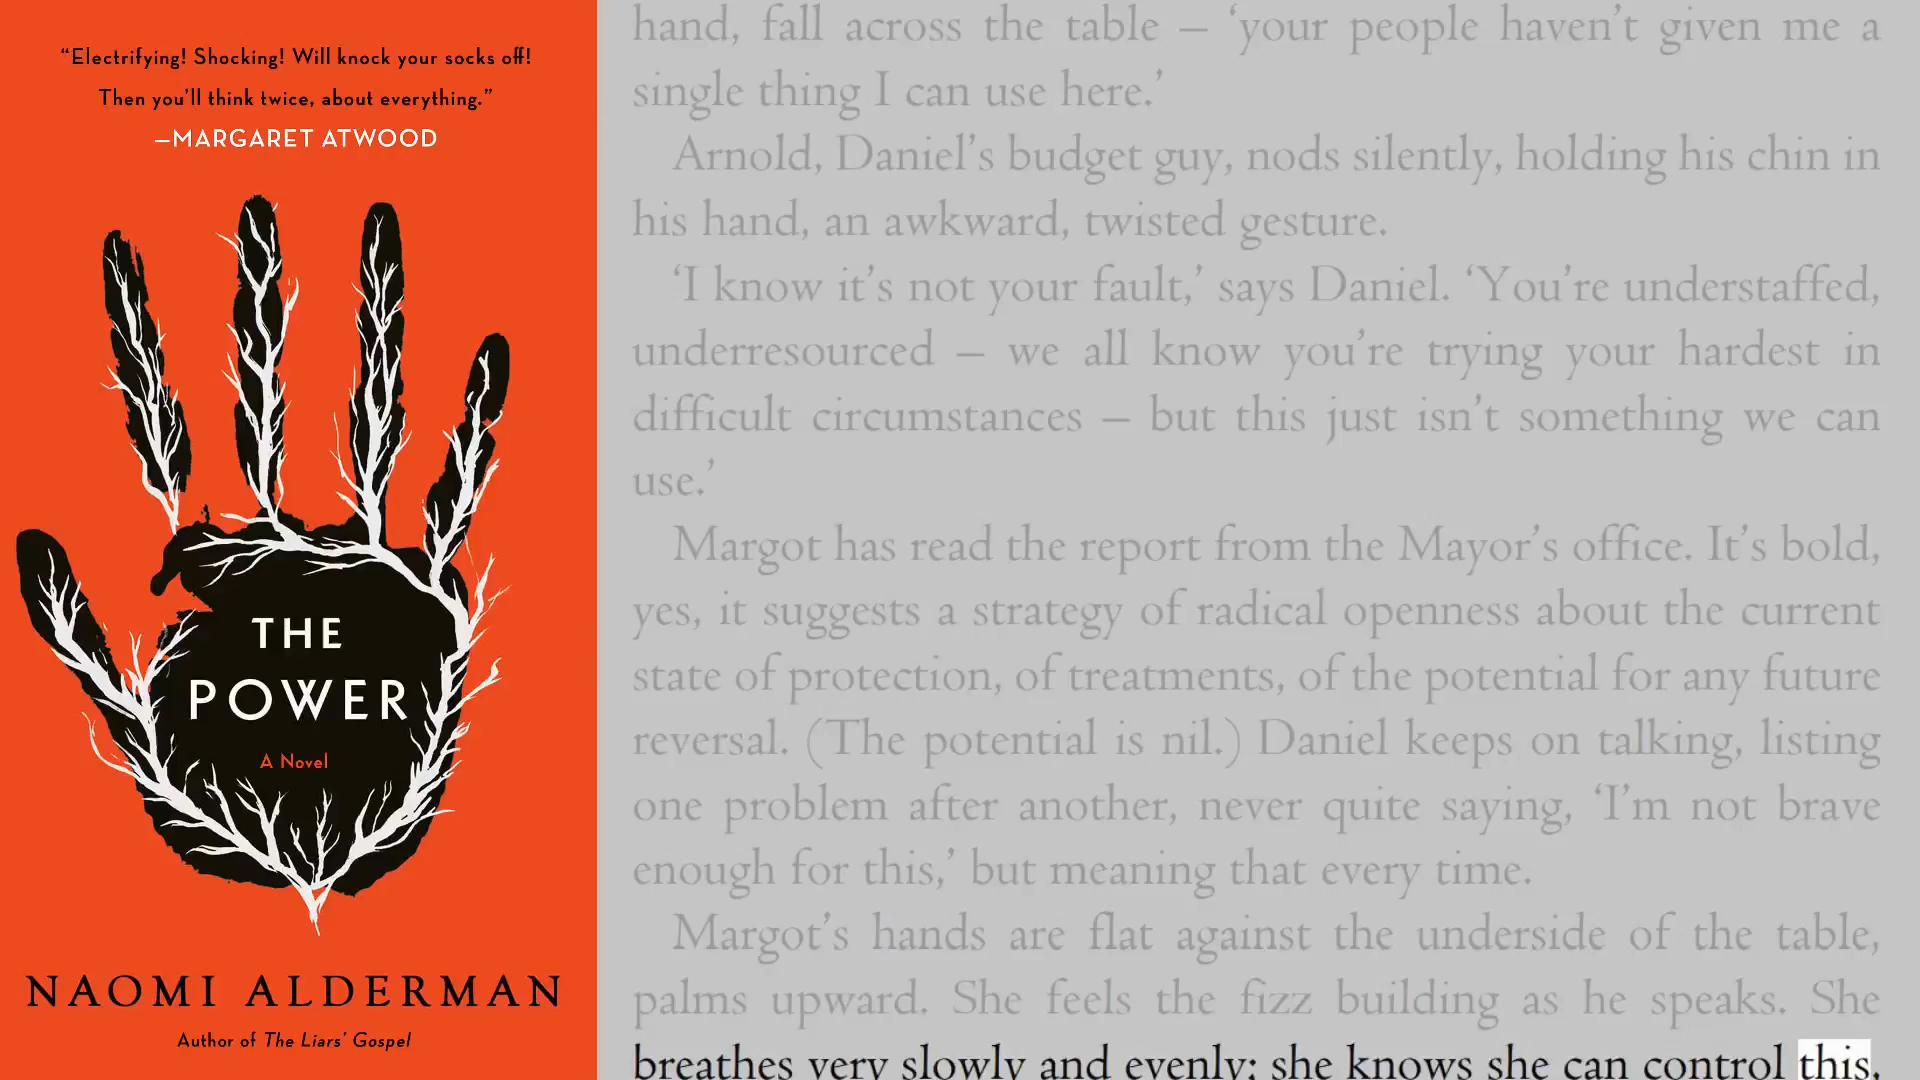 “Electrifying! Shocking! Will knock your socks off!
Then you’ll think twice, about everything.”
—MARGARET ATWOOD
THE
POWER
A Novel
NAOMI ALDERMAN
Author of The Liars’ Gospel
hand, fall across the table – ‘your people haven’t given me a
single thing I can use here.’
Arnold, Daniel’s budget guy, nods silently, holding his chin in
his hand, an awkward, twisted gesture.
‘I know it’s not your fault,’ says Daniel. ‘You’re understaffed,
underresourced – we all know you’re trying your hardest in
difficult circumstances – but this just isn’t something we can
use.’
Margot has read the report from the Mayor’s office. It’s bold,
yes, it suggests a strategy of radical openness about the current
state of protection, of treatments, of the potential for any future
reversal. (The potential is nil.) Daniel keeps on talking, listing
one problem after another, never quite saying, ‘I’m not brave
enough for this,’ but meaning that every time.
Margot’s hands are flat against the underside of the table,
palms upward. She feels the fizz building as he speaks. She
breathes very slowly and evenly; she knows she can control this,